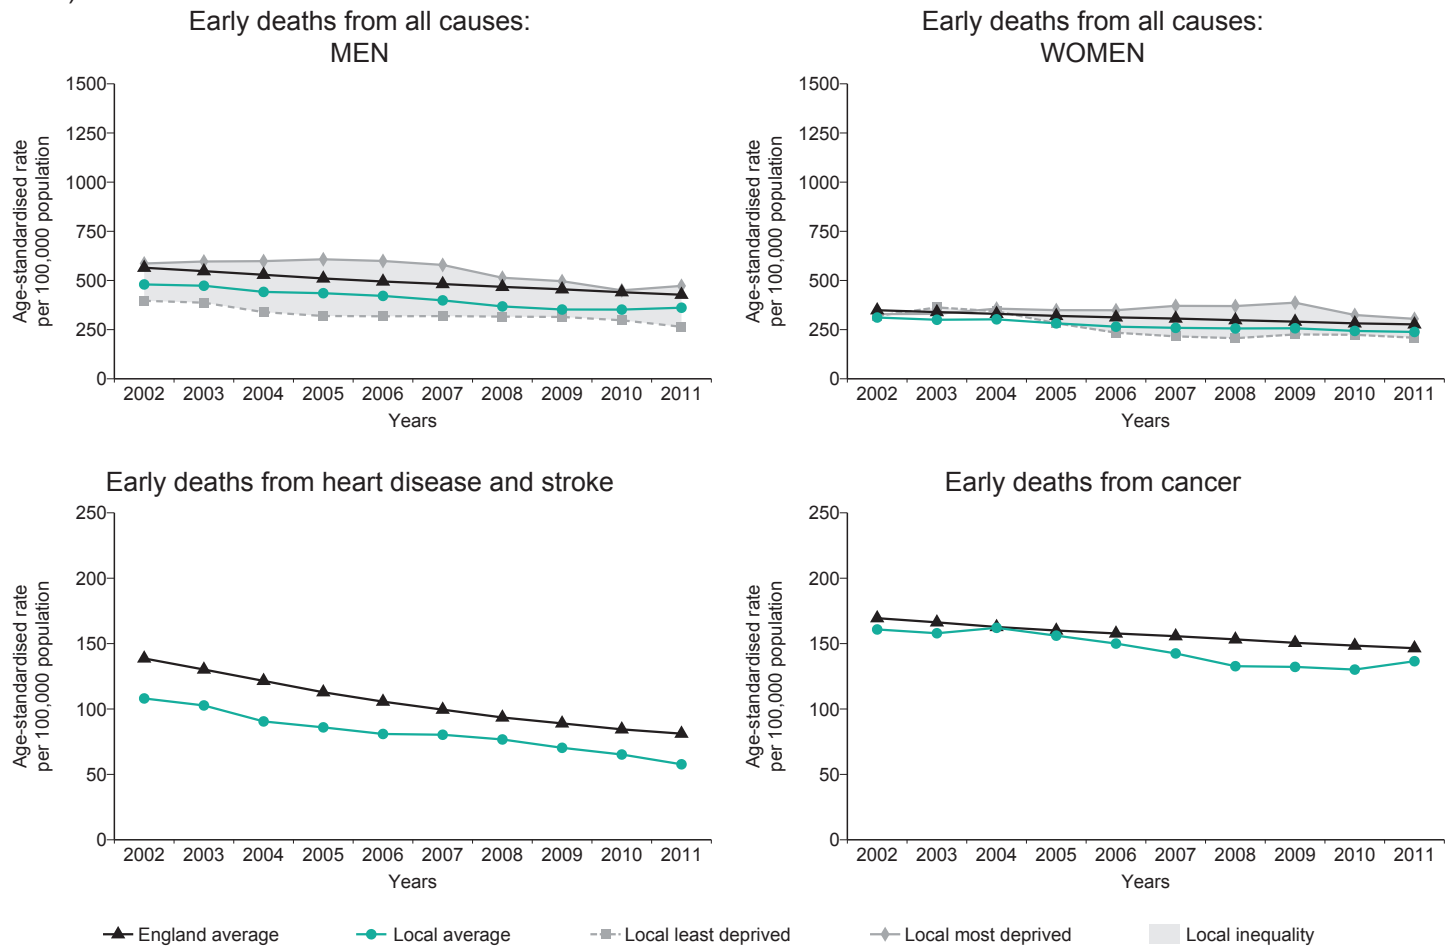 Early deaths from all causes:
MEN
1500
1250
1000
750
500
250
0
Age-standardised rate
per 100,000 population
2002 2003 2004 2005 2006 2007 2008 2009 2010 2011
Years
Early deaths from all causes:
WOMEN
1500
1250
1000
750
500
250
0
Age-standardised rate
per 100,000 population
2002 2003 2004 2005 2006 2007 2008 2009 2010 2011
Years
Early deaths from heart disease and stroke
250
200
150
100
50
0
Age-standardised rate
per 100,000 population
2002 2003 2004 2005 2006 2007 2008 2009 2010 2011
Years
Early deaths from cancer
250
200
150
100
50
0
Age-standardised rate
per 100,000 population
2002 2003 2004 2005 2006 2007 2008 2009 2010 2011
Years
England average
Local average
Local least deprived
Local most deprived
Local inequality